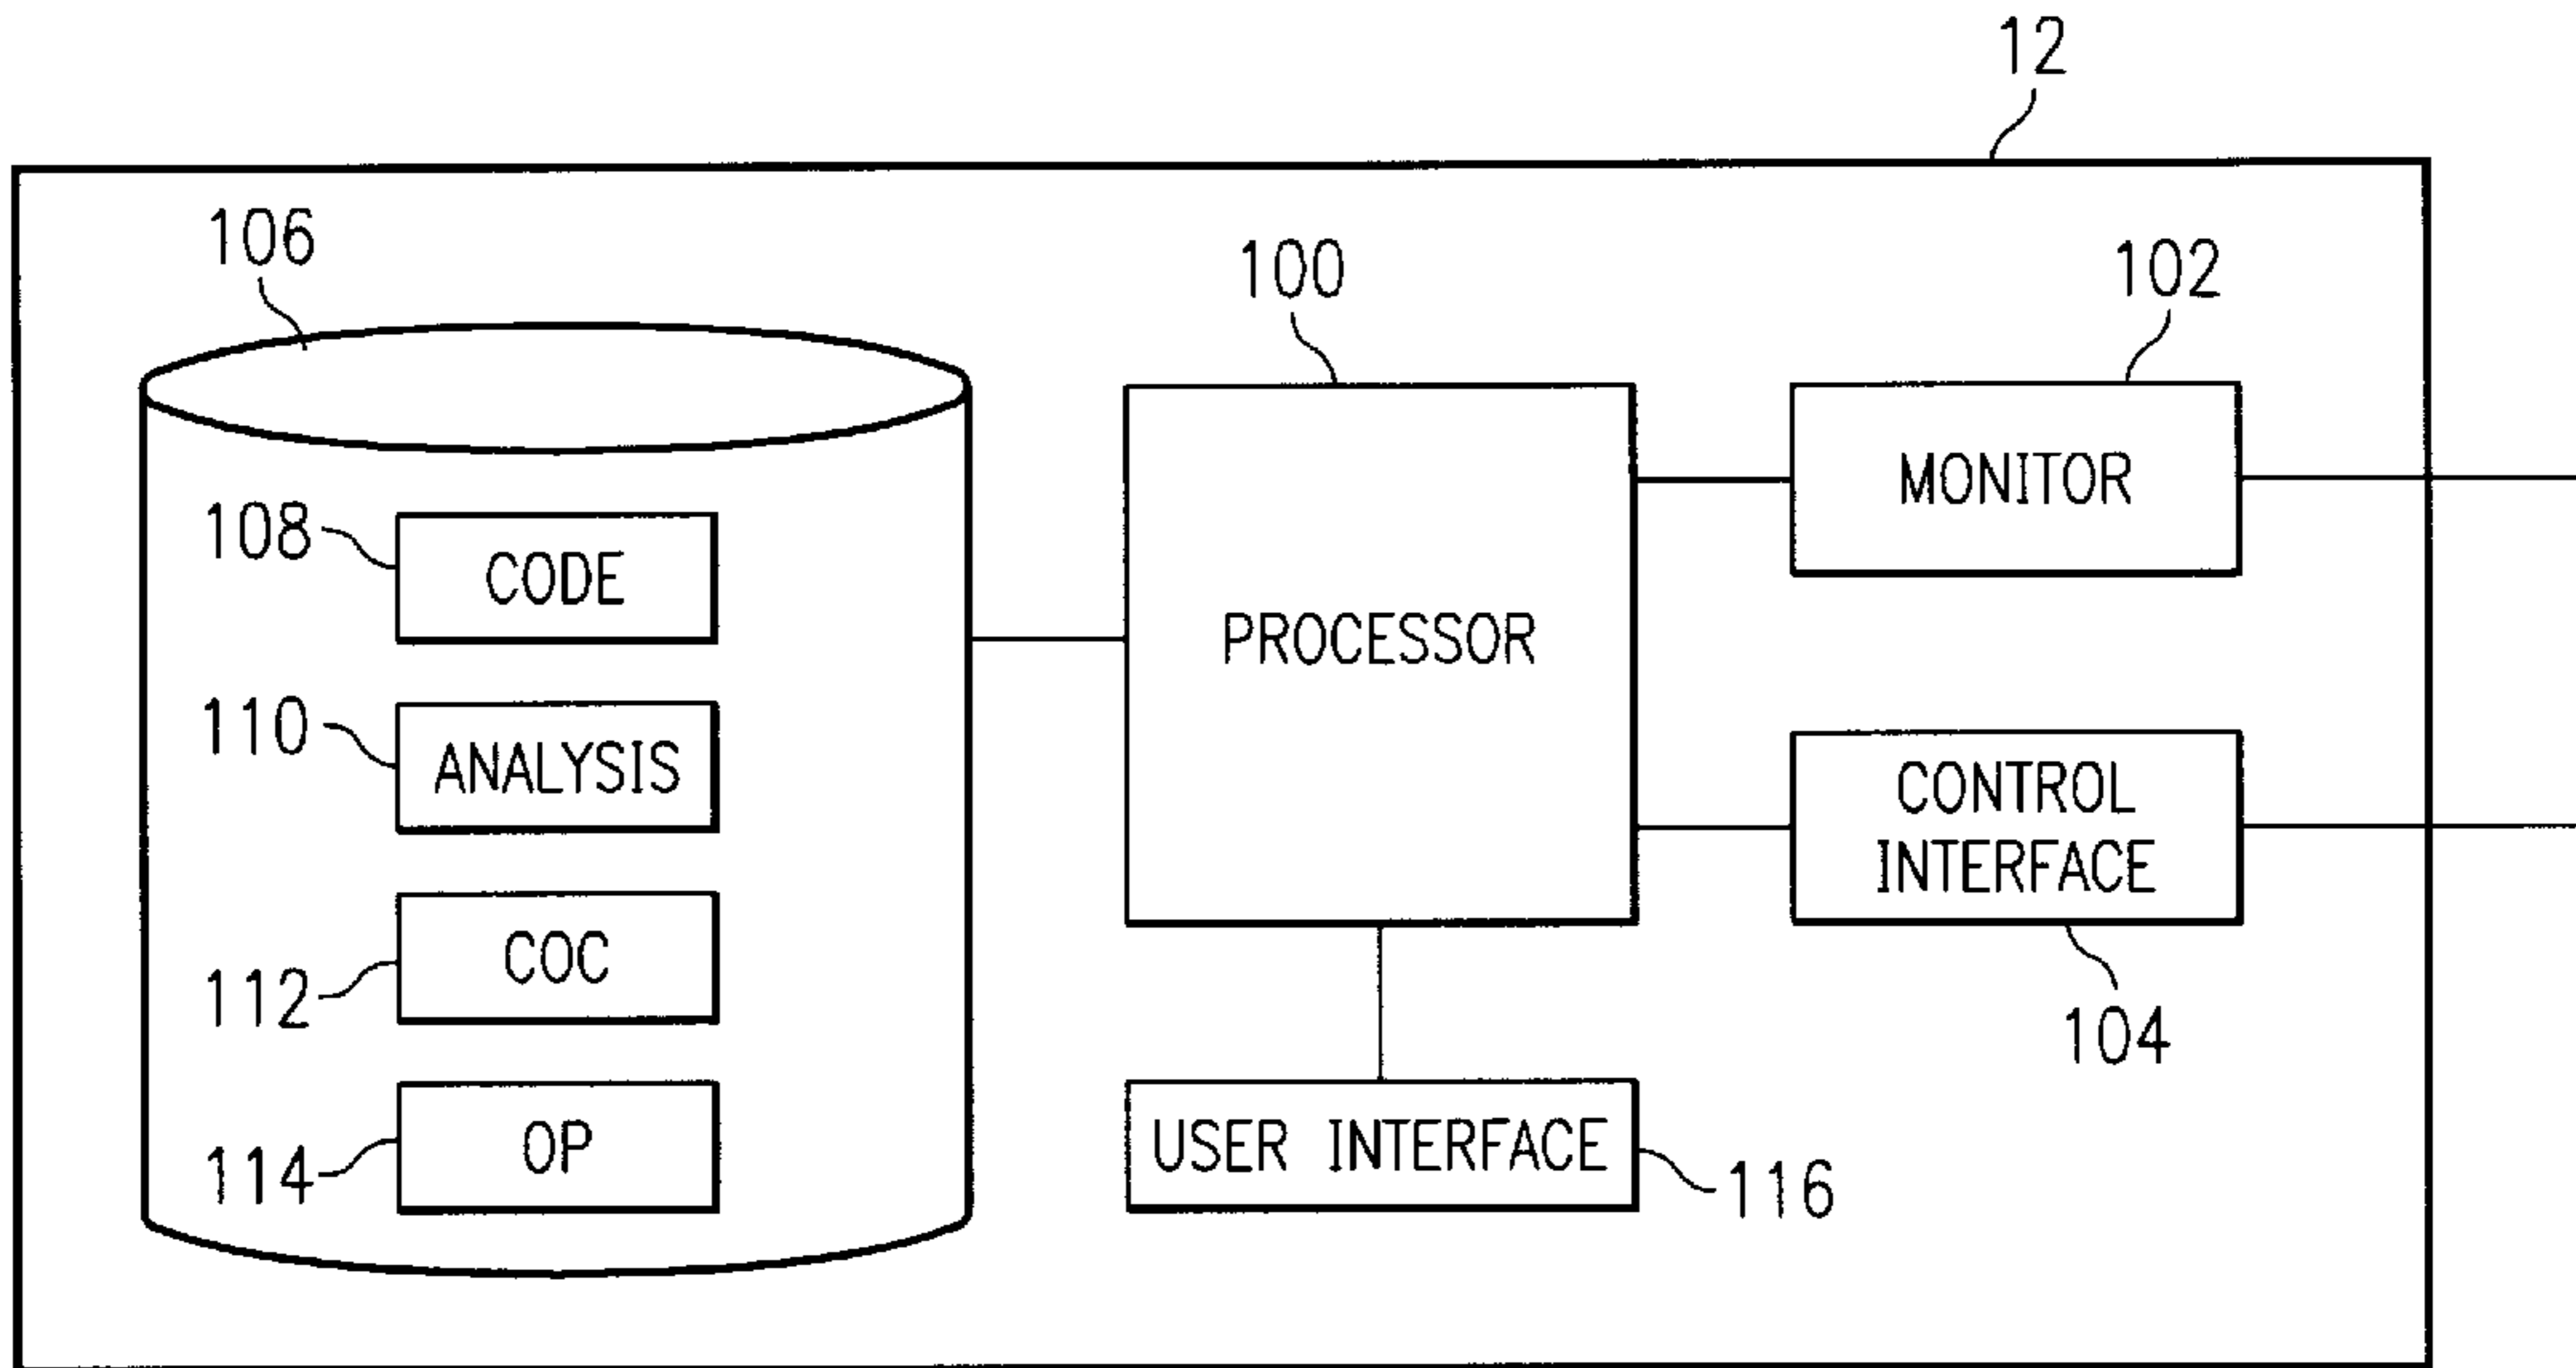 12
106
100
102
108
CODE
MONITOR
PROCESSOR
110
ANALYSIS
CONTROL
INTERFACE
112
COC
104
114
OP
USER INTERFACE
116